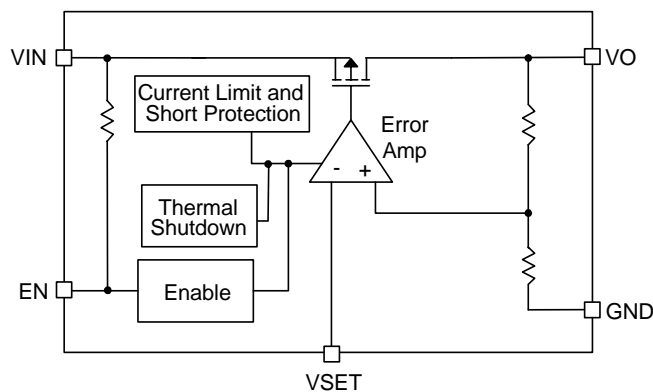 VIN
VO
Current Limit and
Short Protection
Error
Amp
- +
Thermal
Shutdown
EN
Enable
GND
VSET